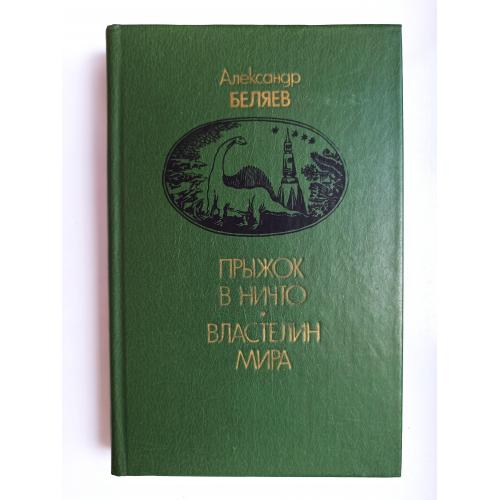 Александр
БЕЛЯЕВ
ПРЫЖОК
В НИЧТО
•
ВЛАСТЕЛИН
МИРА